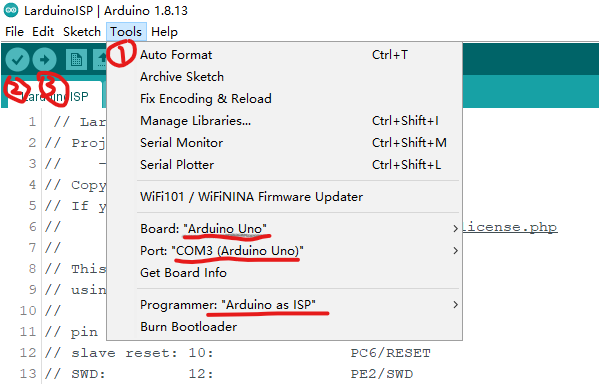 LarduinoISP | Arduino 1.8.13
File Edit Sketch Tools Help
1
2 3
LarduinoISP
Auto Format Ctrl+T
Archive Sketch
Fix Encoding & Reload
Manage Libraries... Ctrl+Shift+I
Serial Monitor Ctrl+Shift+M
Serial Plotter Ctrl+Shift+L
WiFi101 / WiFiNINA Firmware Updater
Board: "Arduino Uno"
Port: "COM3 (Arduino Uno)"
Get Board Info
Programmer: "Arduino as ISP"
Burn Bootloader
1 // Lar
2 // Proj
3 // -
4 // Copy
5 // If y
6 // icense.php
7 //
8 // This
9 // usin
10 //
11 // pin
12 // slave reset: 10: PC6/RESET
13 // SWD: 12: PE2/SWD